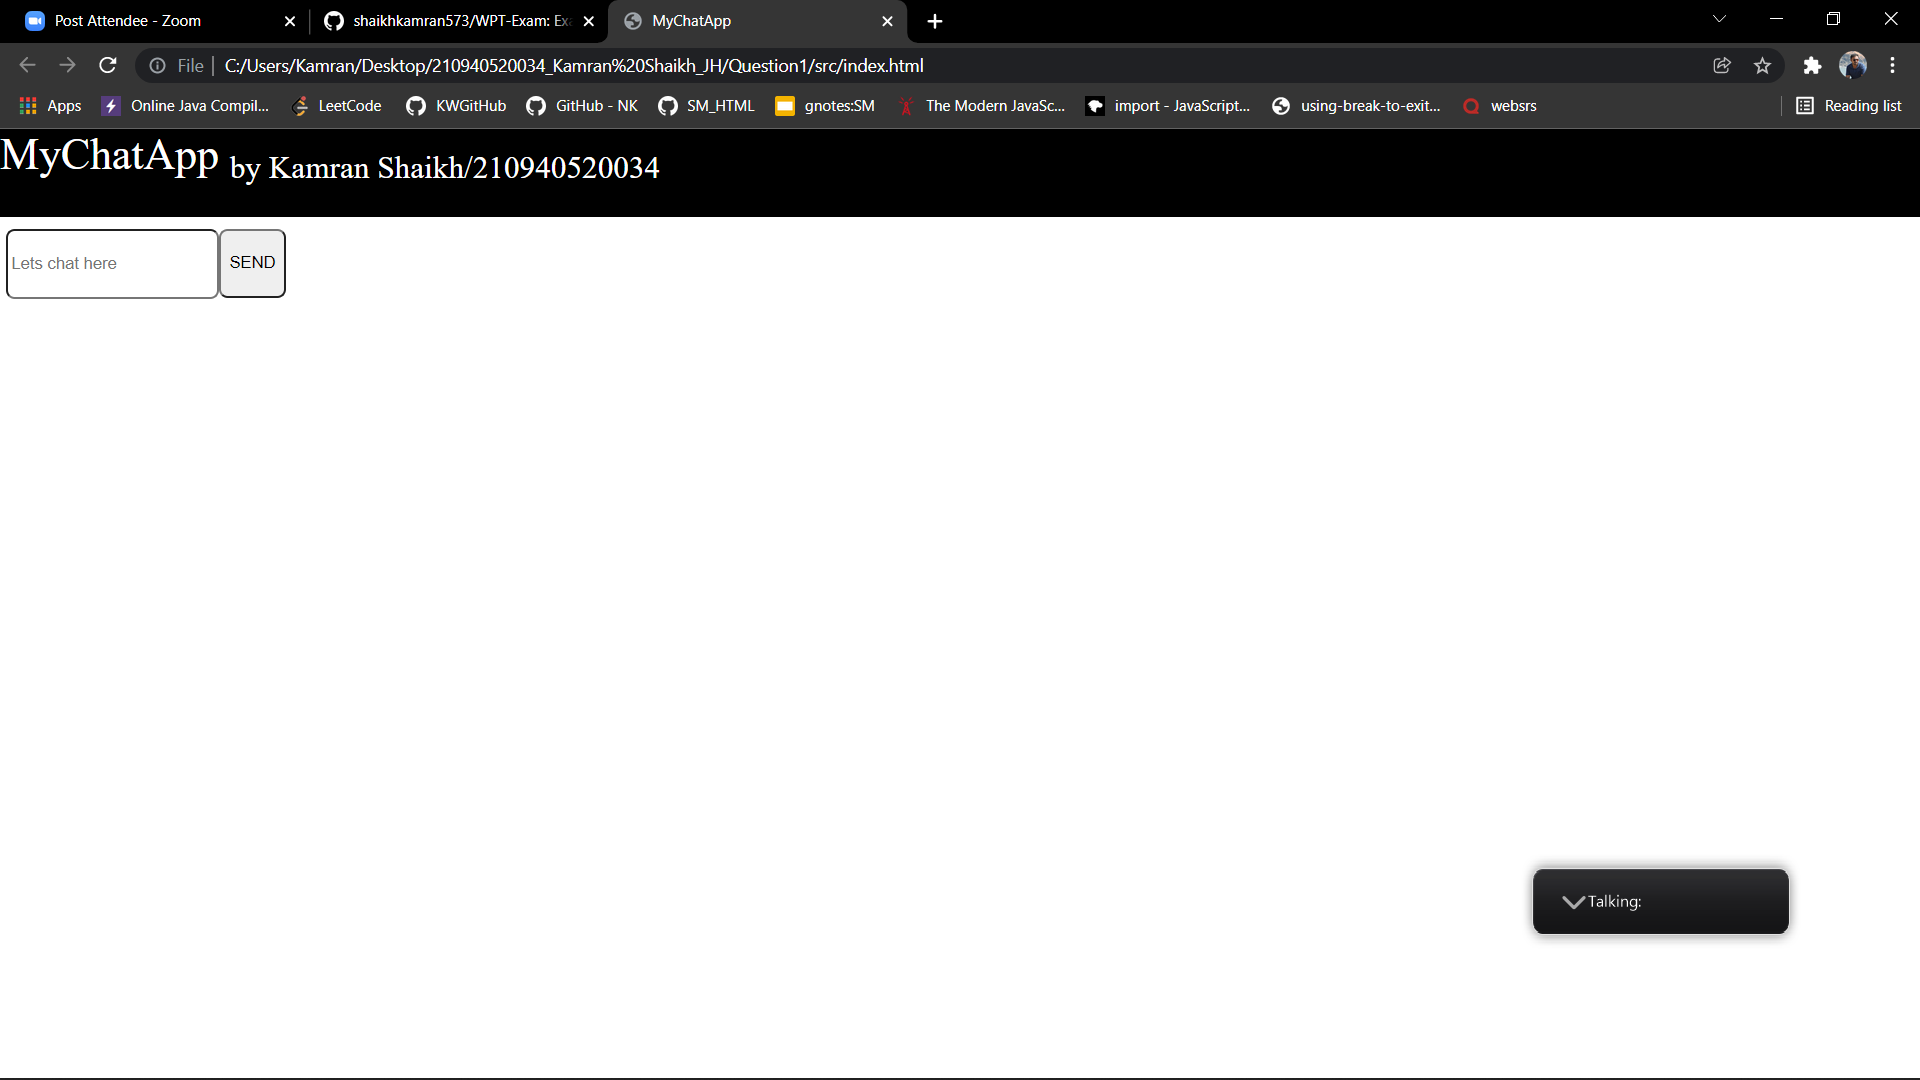 Post Attendee - Zoom
shaikhkamran573/WPT-Exam: Ex
MyChatApp
File
C:/Users/Kamran/Desktop/210940520034_Kamran%20Shaikh_JH/Question1/src/index.html
Apps
Online Java Compil...
LeetCode
KWGitHub
GitHub - NK
SM_HTML
gnotes:SM
The Modern JavaSc...
import - JavaScript...
using-break-to-exit...
websrs
Reading list
MyChatApp by Kamran Shaikh/210940520034
Lets chat here
SEND
Talking: